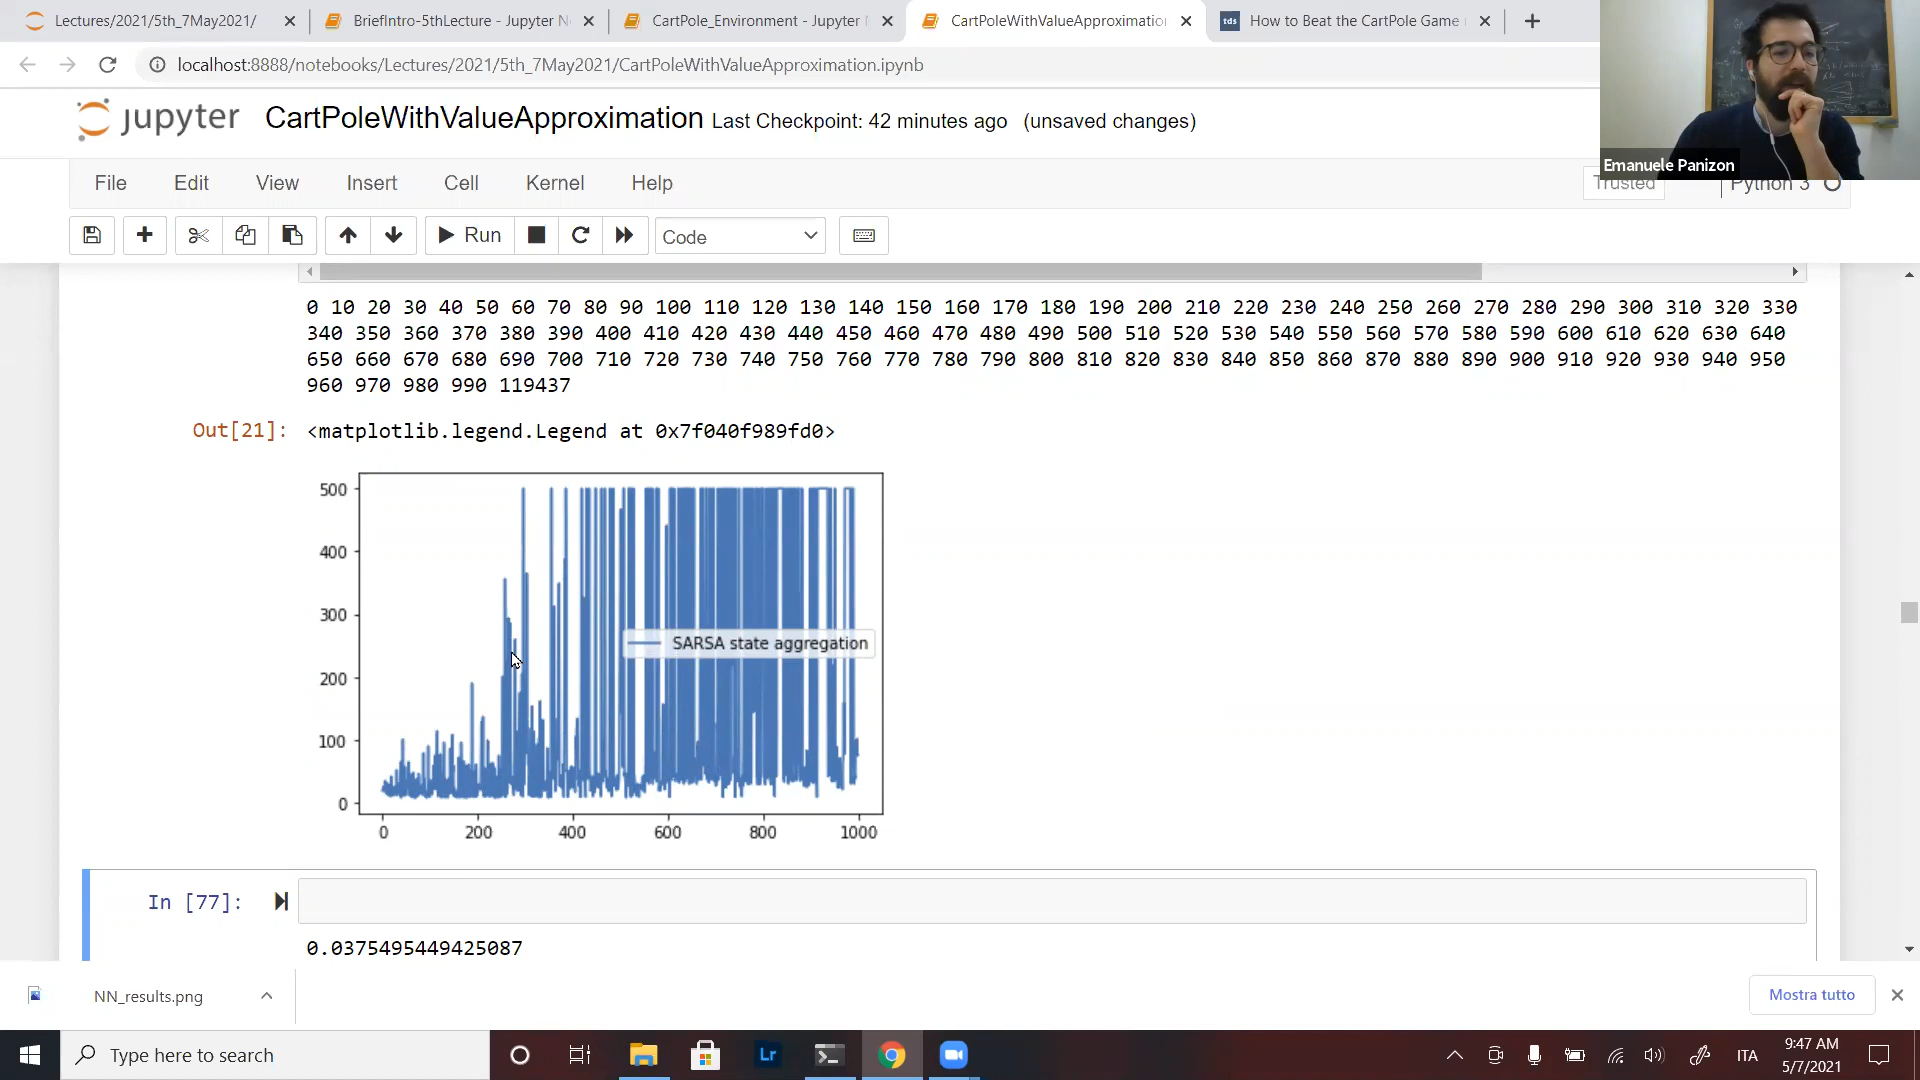 Lectures/2021/5th_7May2021/
BriefIntro-5thLecture - Jupyter N
CartPole_Environment - Jupyter
CartPoleWithValueApproximatio
tds
How to Beat the CartPole Game
localhost:8888/notebooks/Lectures/2021/5th_7May2021/CartPoleWithValueApproximation.ipynb
jupyter
CartPoleWithValueApproximation Last Checkpoint: 42 minutes ago (unsaved changes)
Emanuele Panizon
File Edit View Insert Cell Kernel Help
Trusted
Python 3
Run
Code
0 10 20 30 40 50 60 70 80 90 100 110 120 130 140 150 160 170 180 190 200 210 220 230 240 250 260 270 280 290 300 310 320 330
340 350 360 370 380 390 400 410 420 430 440 450 460 470 480 490 500 510 520 530 540 550 560 570 580 590 600 610 620 630 640
650 660 670 680 690 700 710 720 730 740 750 760 770 780 790 800 810 820 830 840 850 860 870 880 890 900 910 920 930 940 950
960 970 980 990 119437
Out[21]: <matplotlib.legend.Legend at 0x7f040f989fd0>
500
400
300
200
100
0
SARSA state aggregation
0 200 400 600 800 1000
In [77]:
0.0375495449425087
NN_results.png
Mostra tutto
Type here to search
Lr
ITA
9:47 AM
5/7/2021